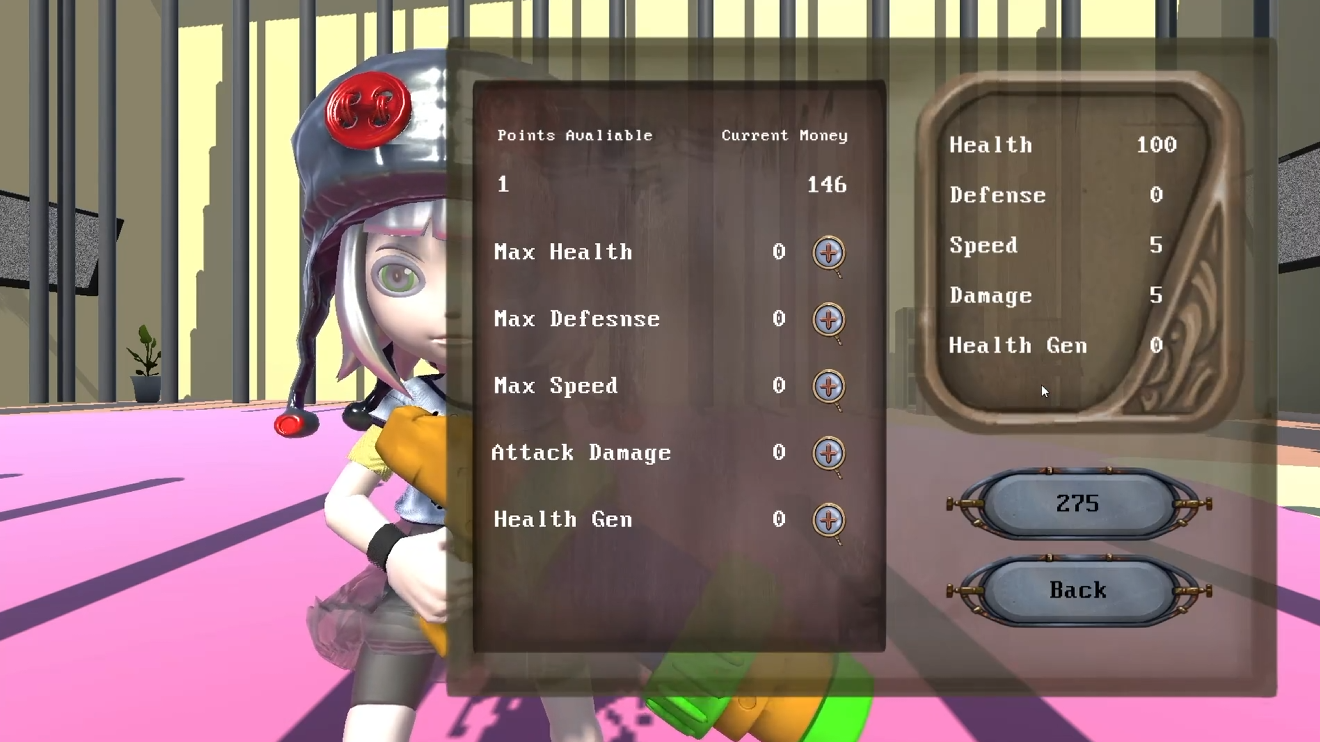 Points Avaliable Current Money
1 146
Max Health 0
Max Defesnse 0
Max Speed 0
Attack Damage 0
Health Gen 0
Health 100
Defense 0
Speed 5
Damage 5
Health Gen 0
275
Back